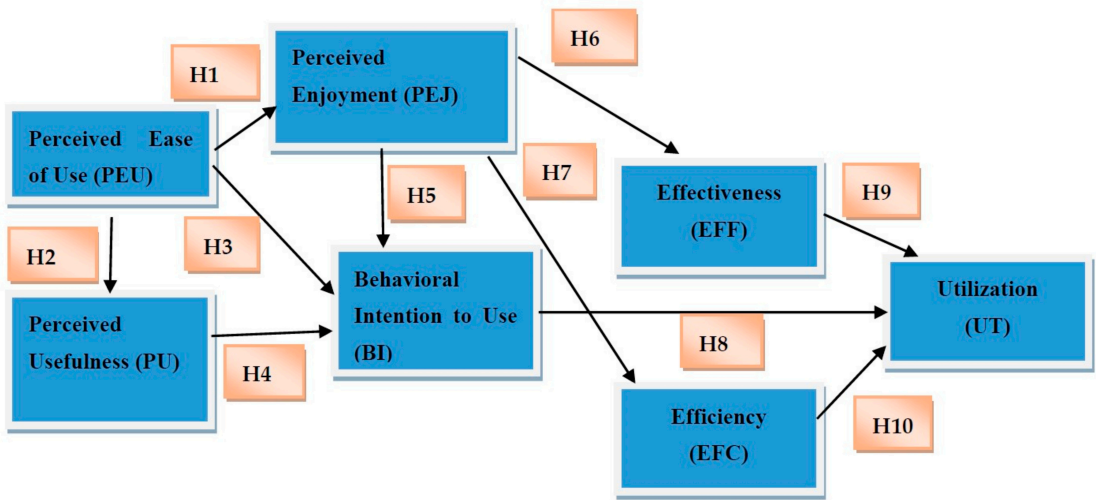 H6
H1
Perceived
Enjoyment (PEJ)
Perceived Ease
of Use (PEU)
H5
H7
Effectiveness
(EFF)
H9
H2
H3
Behavioral
Intention to Use
(BI)
Utilization
(UT)
Perceived
Usefulness (PU)
H4
H8
Efficiency
(EFC)
H10